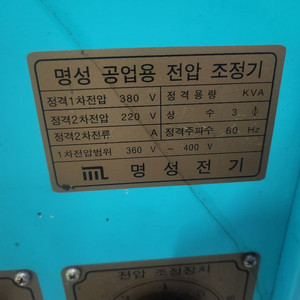 명성 공업용 전압 조정기
정격1차전압 380 V 정격용량 KVA
정격2차전압 220 V 상 수 3
정격2차전류 A 정격주파수 60 Hz
1차전압범위 360 V ~ 400 V
명성전기
전압 조정장치